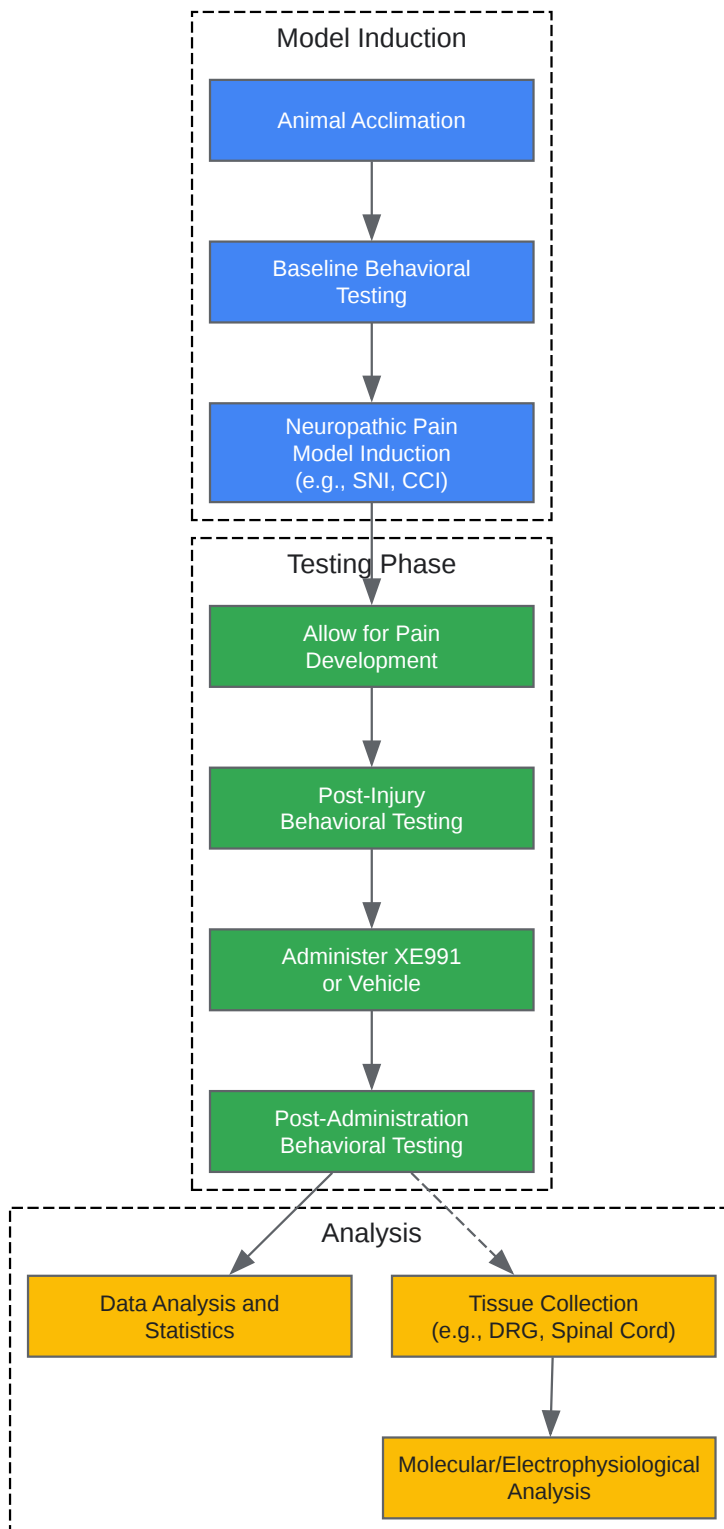 Model Induction
Animal Acclimation
Baseline Behavioral
Testing
Neuropathic Pain
Model Induction
(e.g., SNI, CCI)
Testing Phase
Allow for Pain
Development
Post-Injury
Behavioral Testing
Administer XE991
or Vehicle
Post-Administration
Behavioral Testing
Analysis
Data Analysis and
Statistics
Tissue Collection
(e.g., DRG, Spinal Cord)
Molecular/Electrophysiological
Analysis